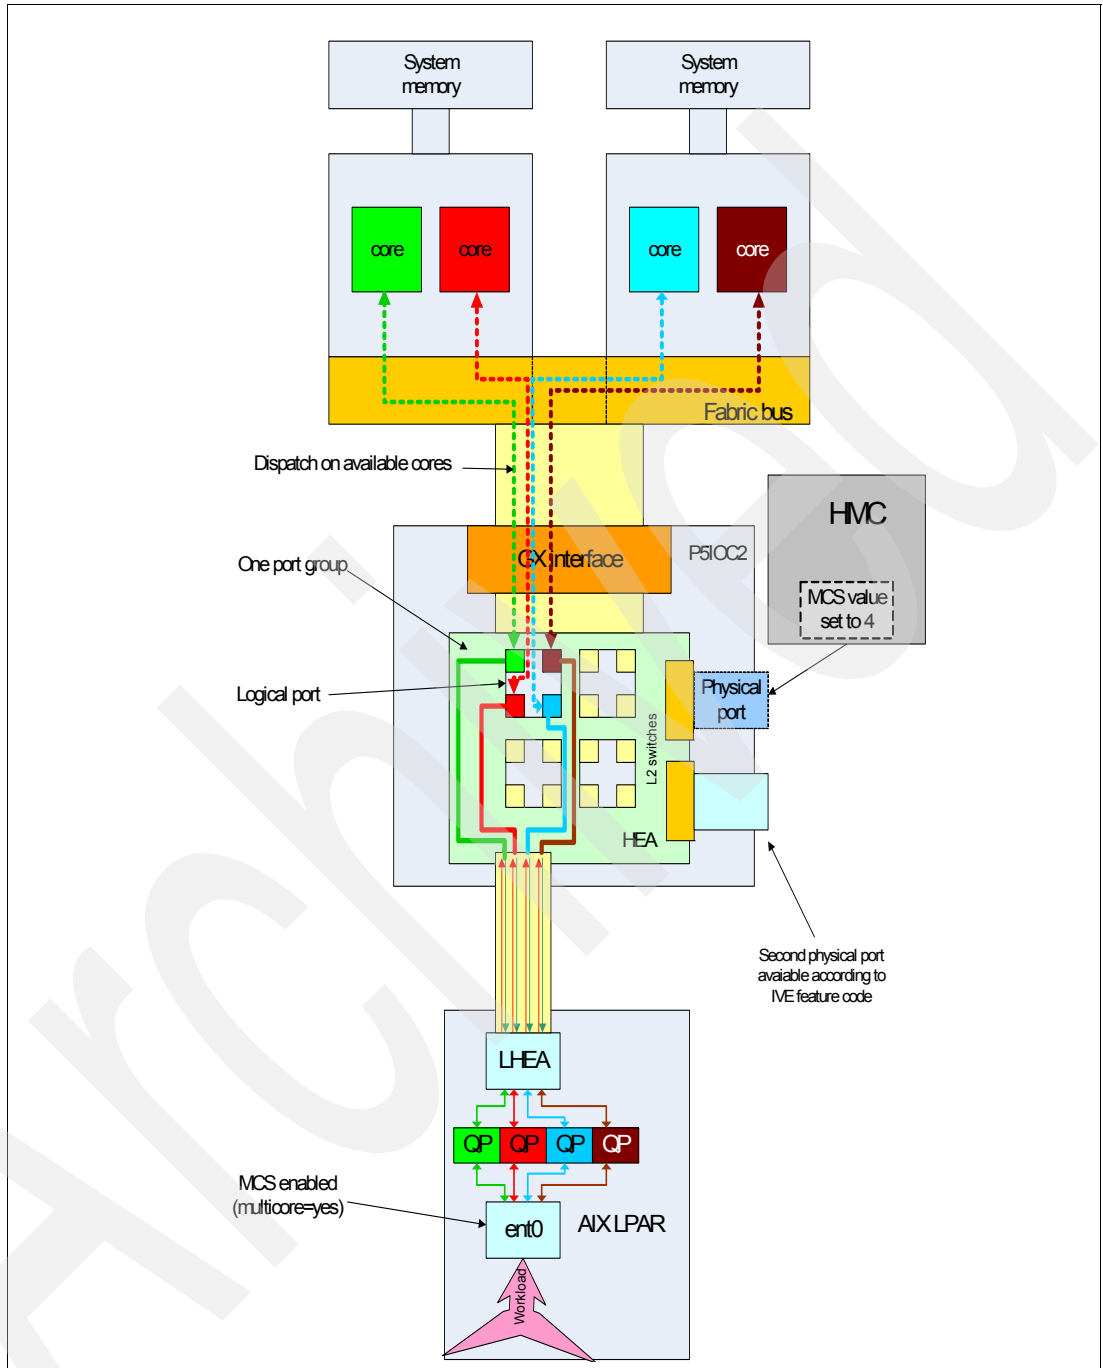 System
memory
System
memory
core
core
core
core
Fabric bus
Dispatch on available cores
HMC
GX interface
P5IOC2
One port group
MCS value
set to 4
Logical port
Physical
port
L2 switches
HEA
Second physical port
avaiable according to
IVE feature code
LHEA
QP
QP
QP
QP
MCS enabled
(multicore=yes)
ent0
AIX LPAR
Workload
Archived